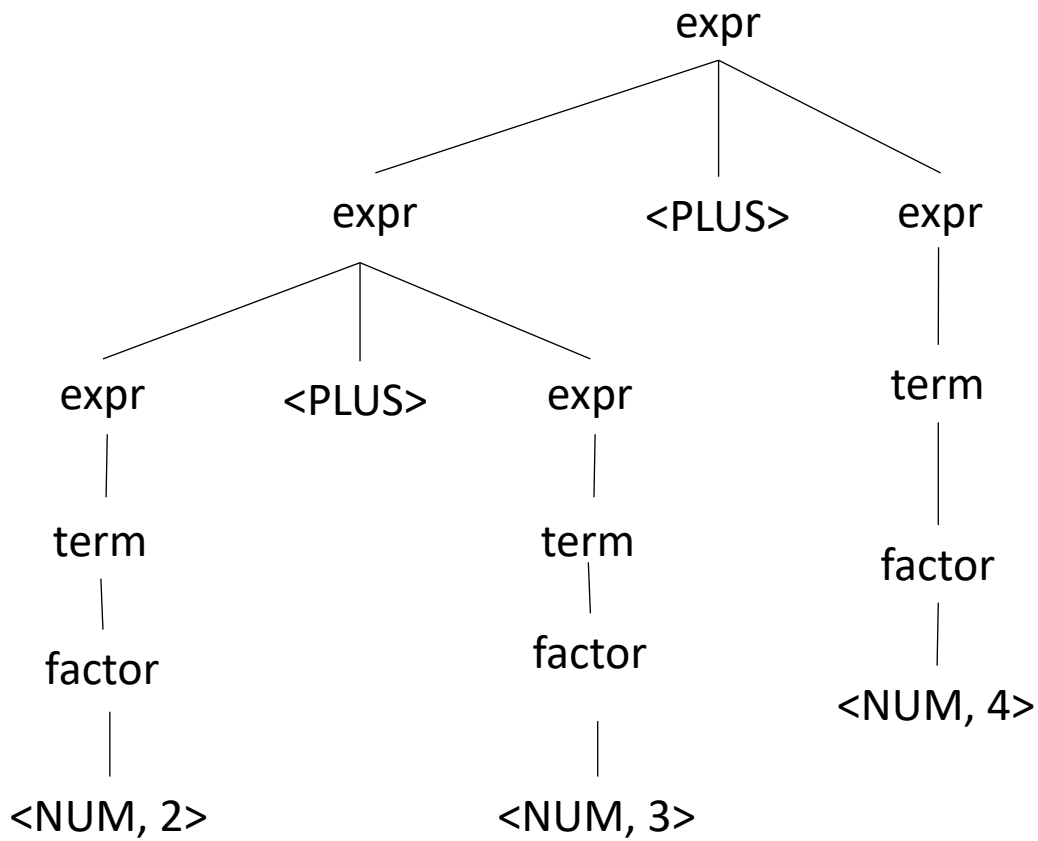 expr
expr <PLUS> expr
expr <PLUS> expr term
term term
factor
factor factor
<NUM, 4>
<NUM, 2> <NUM, 3>